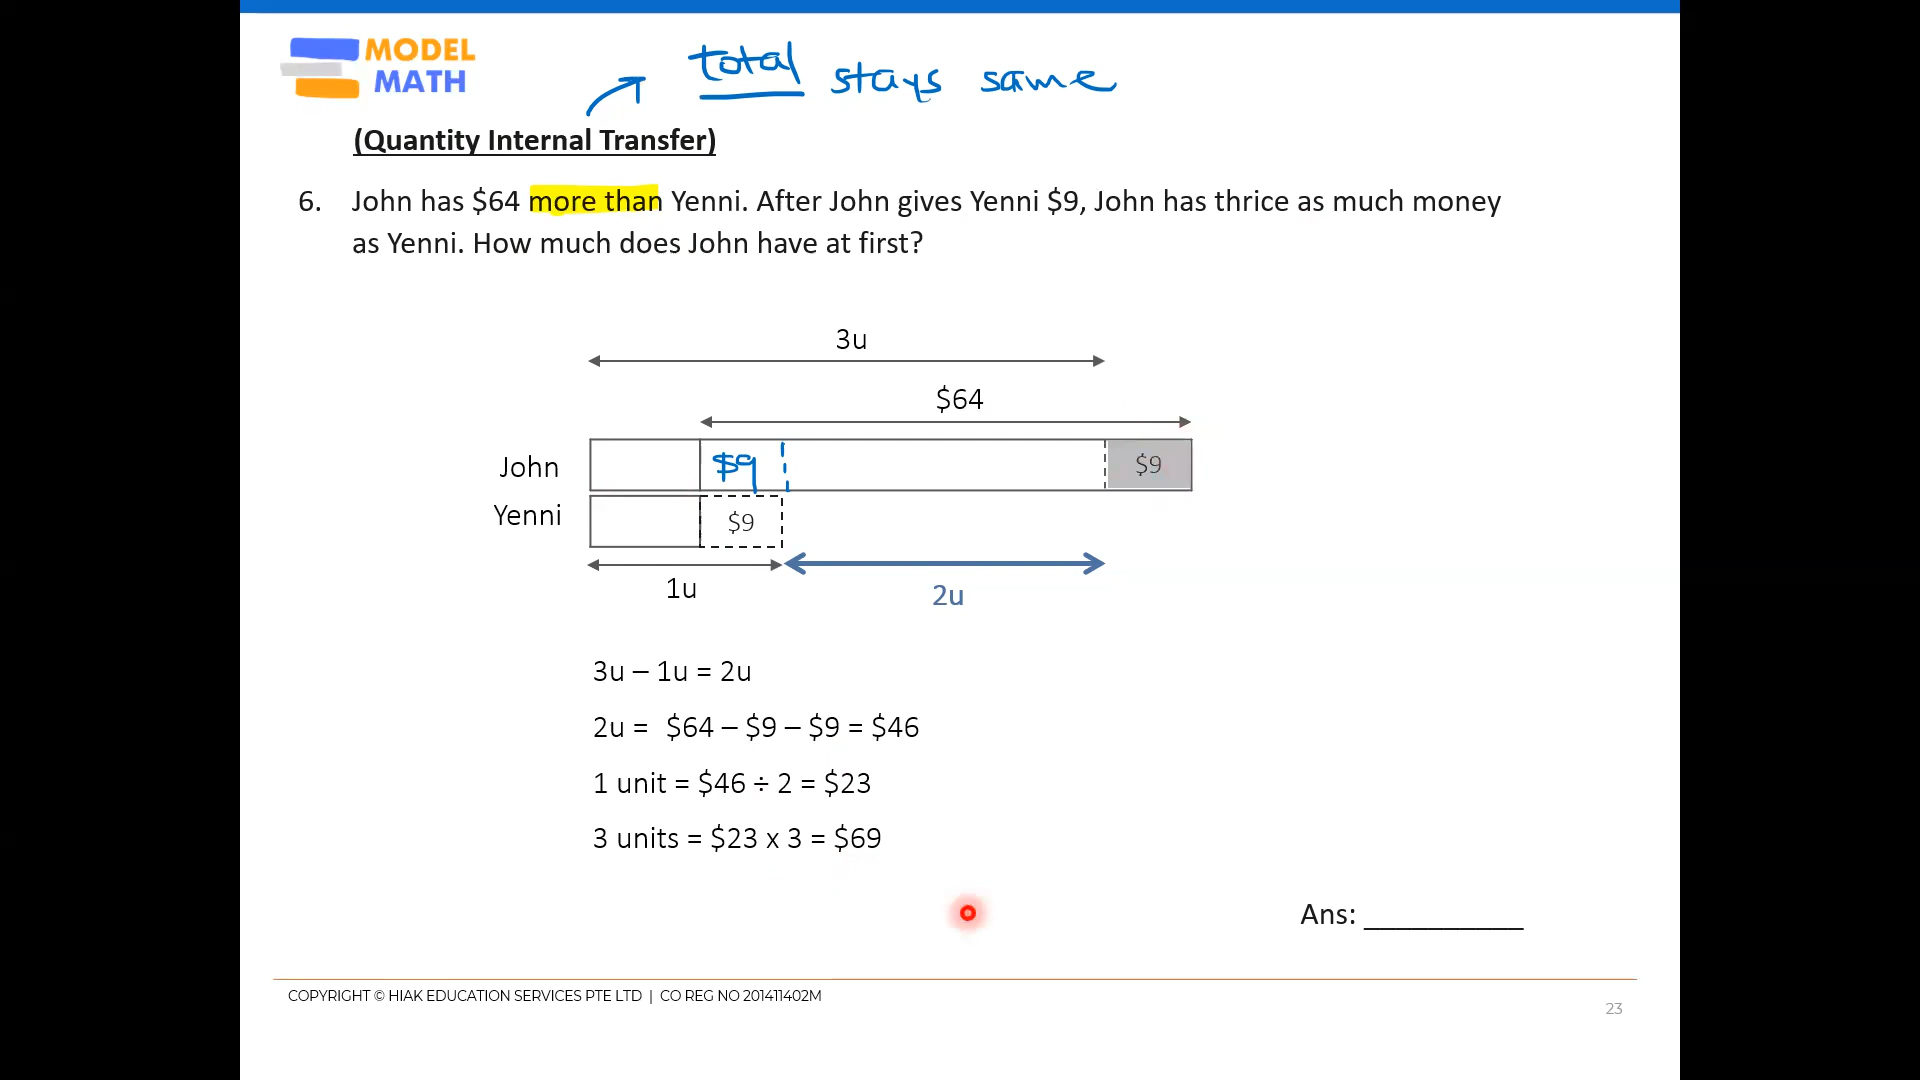 MODEL
MATH
total stays same
(Quantity Internal Transfer)
6. John has $64 more than Yenni. After John gives Yenni $9, John has thrice as much money
as Yenni. How much does John have at first?
3u
$64
John $9 $9
Yenni $9
1u 2u
3u – 1u = 2u
2u = $64 – $9 – $9 = $46
1 unit = $46 ÷ 2 = $23
3 units = $23 x 3 = $69
Ans: __________
COPYRIGHT © HIAK EDUCATION SERVICES PTE LTD | CO REG NO 201411402M
23